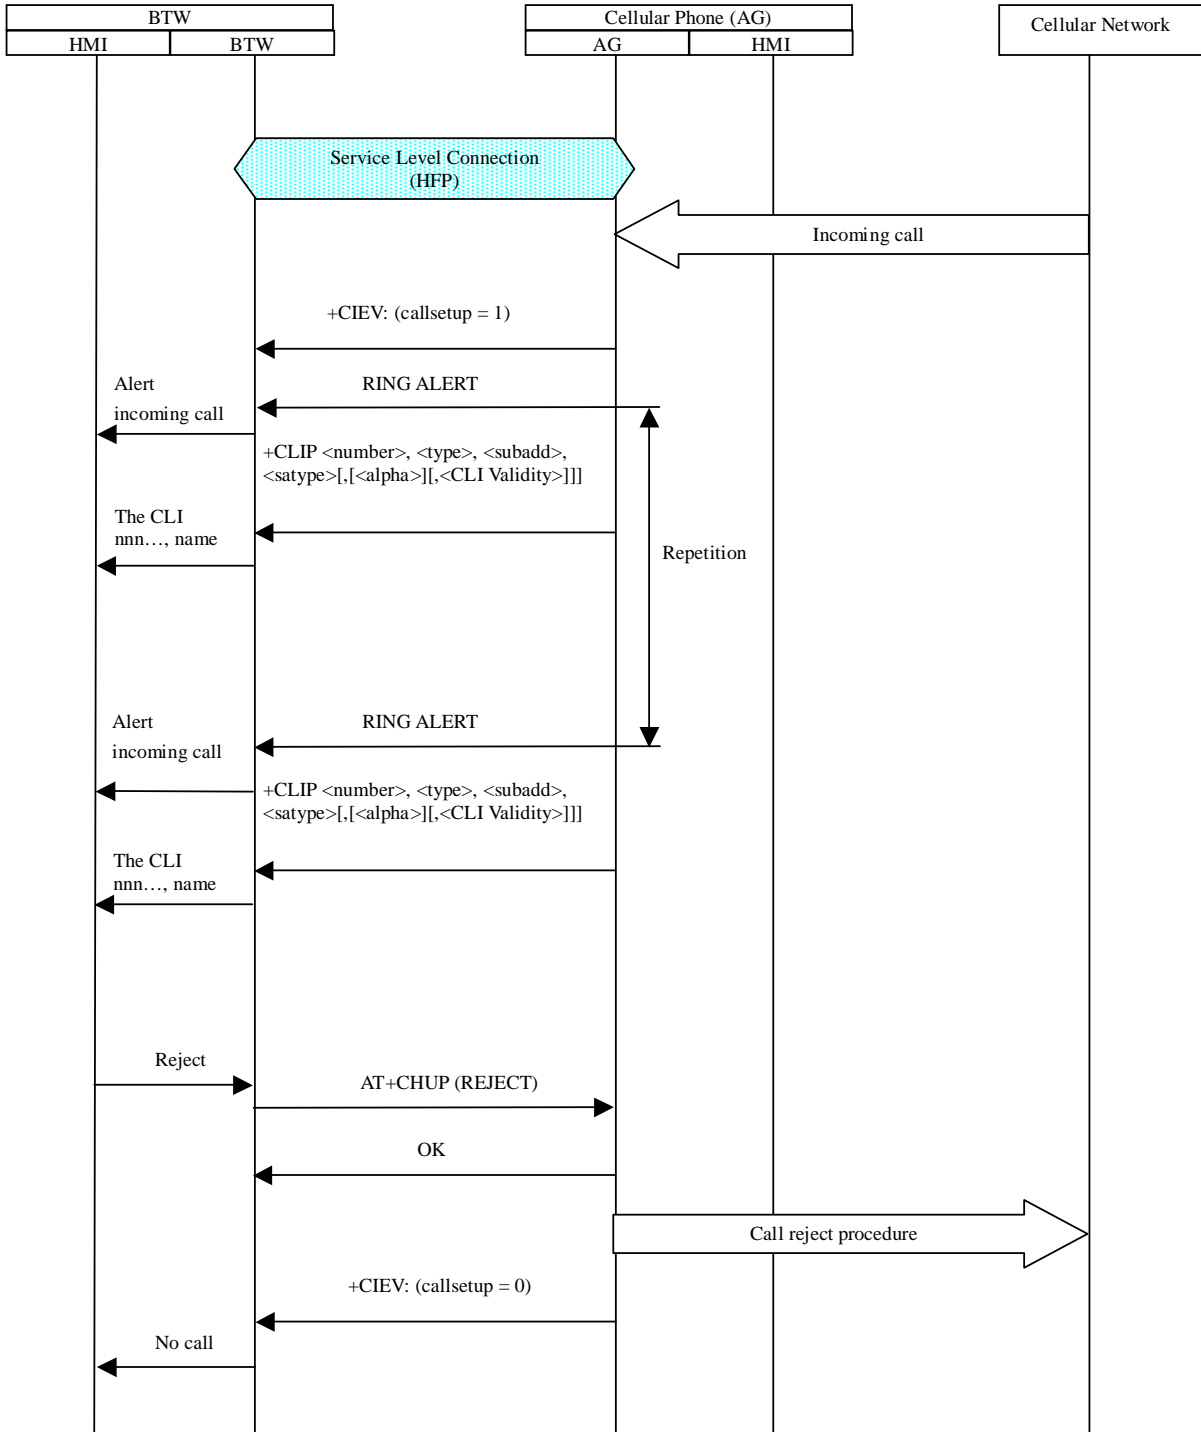 BTW
Cellular Phone (AG)
Cellular Network
HMI
BTW
AG
HMI
Service Level Connection
(HFP)
Incoming call
+CIEV: (callsetup = 1)
Alert
incoming call
RING ALERT
+CLIP <number>, <type>, <subadd>,
<satype>[,[<alpha>][,<CLI Validity>]]]
The CLI
nnn…, name
Repetition
Alert
incoming call
RING ALERT
+CLIP <number>, <type>, <subadd>,
<satype>[,[<alpha>][,<CLI Validity>]]]
The CLI
nnn…, name
Reject
AT+CHUP (REJECT)
OK
Call reject procedure
+CIEV: (callsetup = 0)
No call